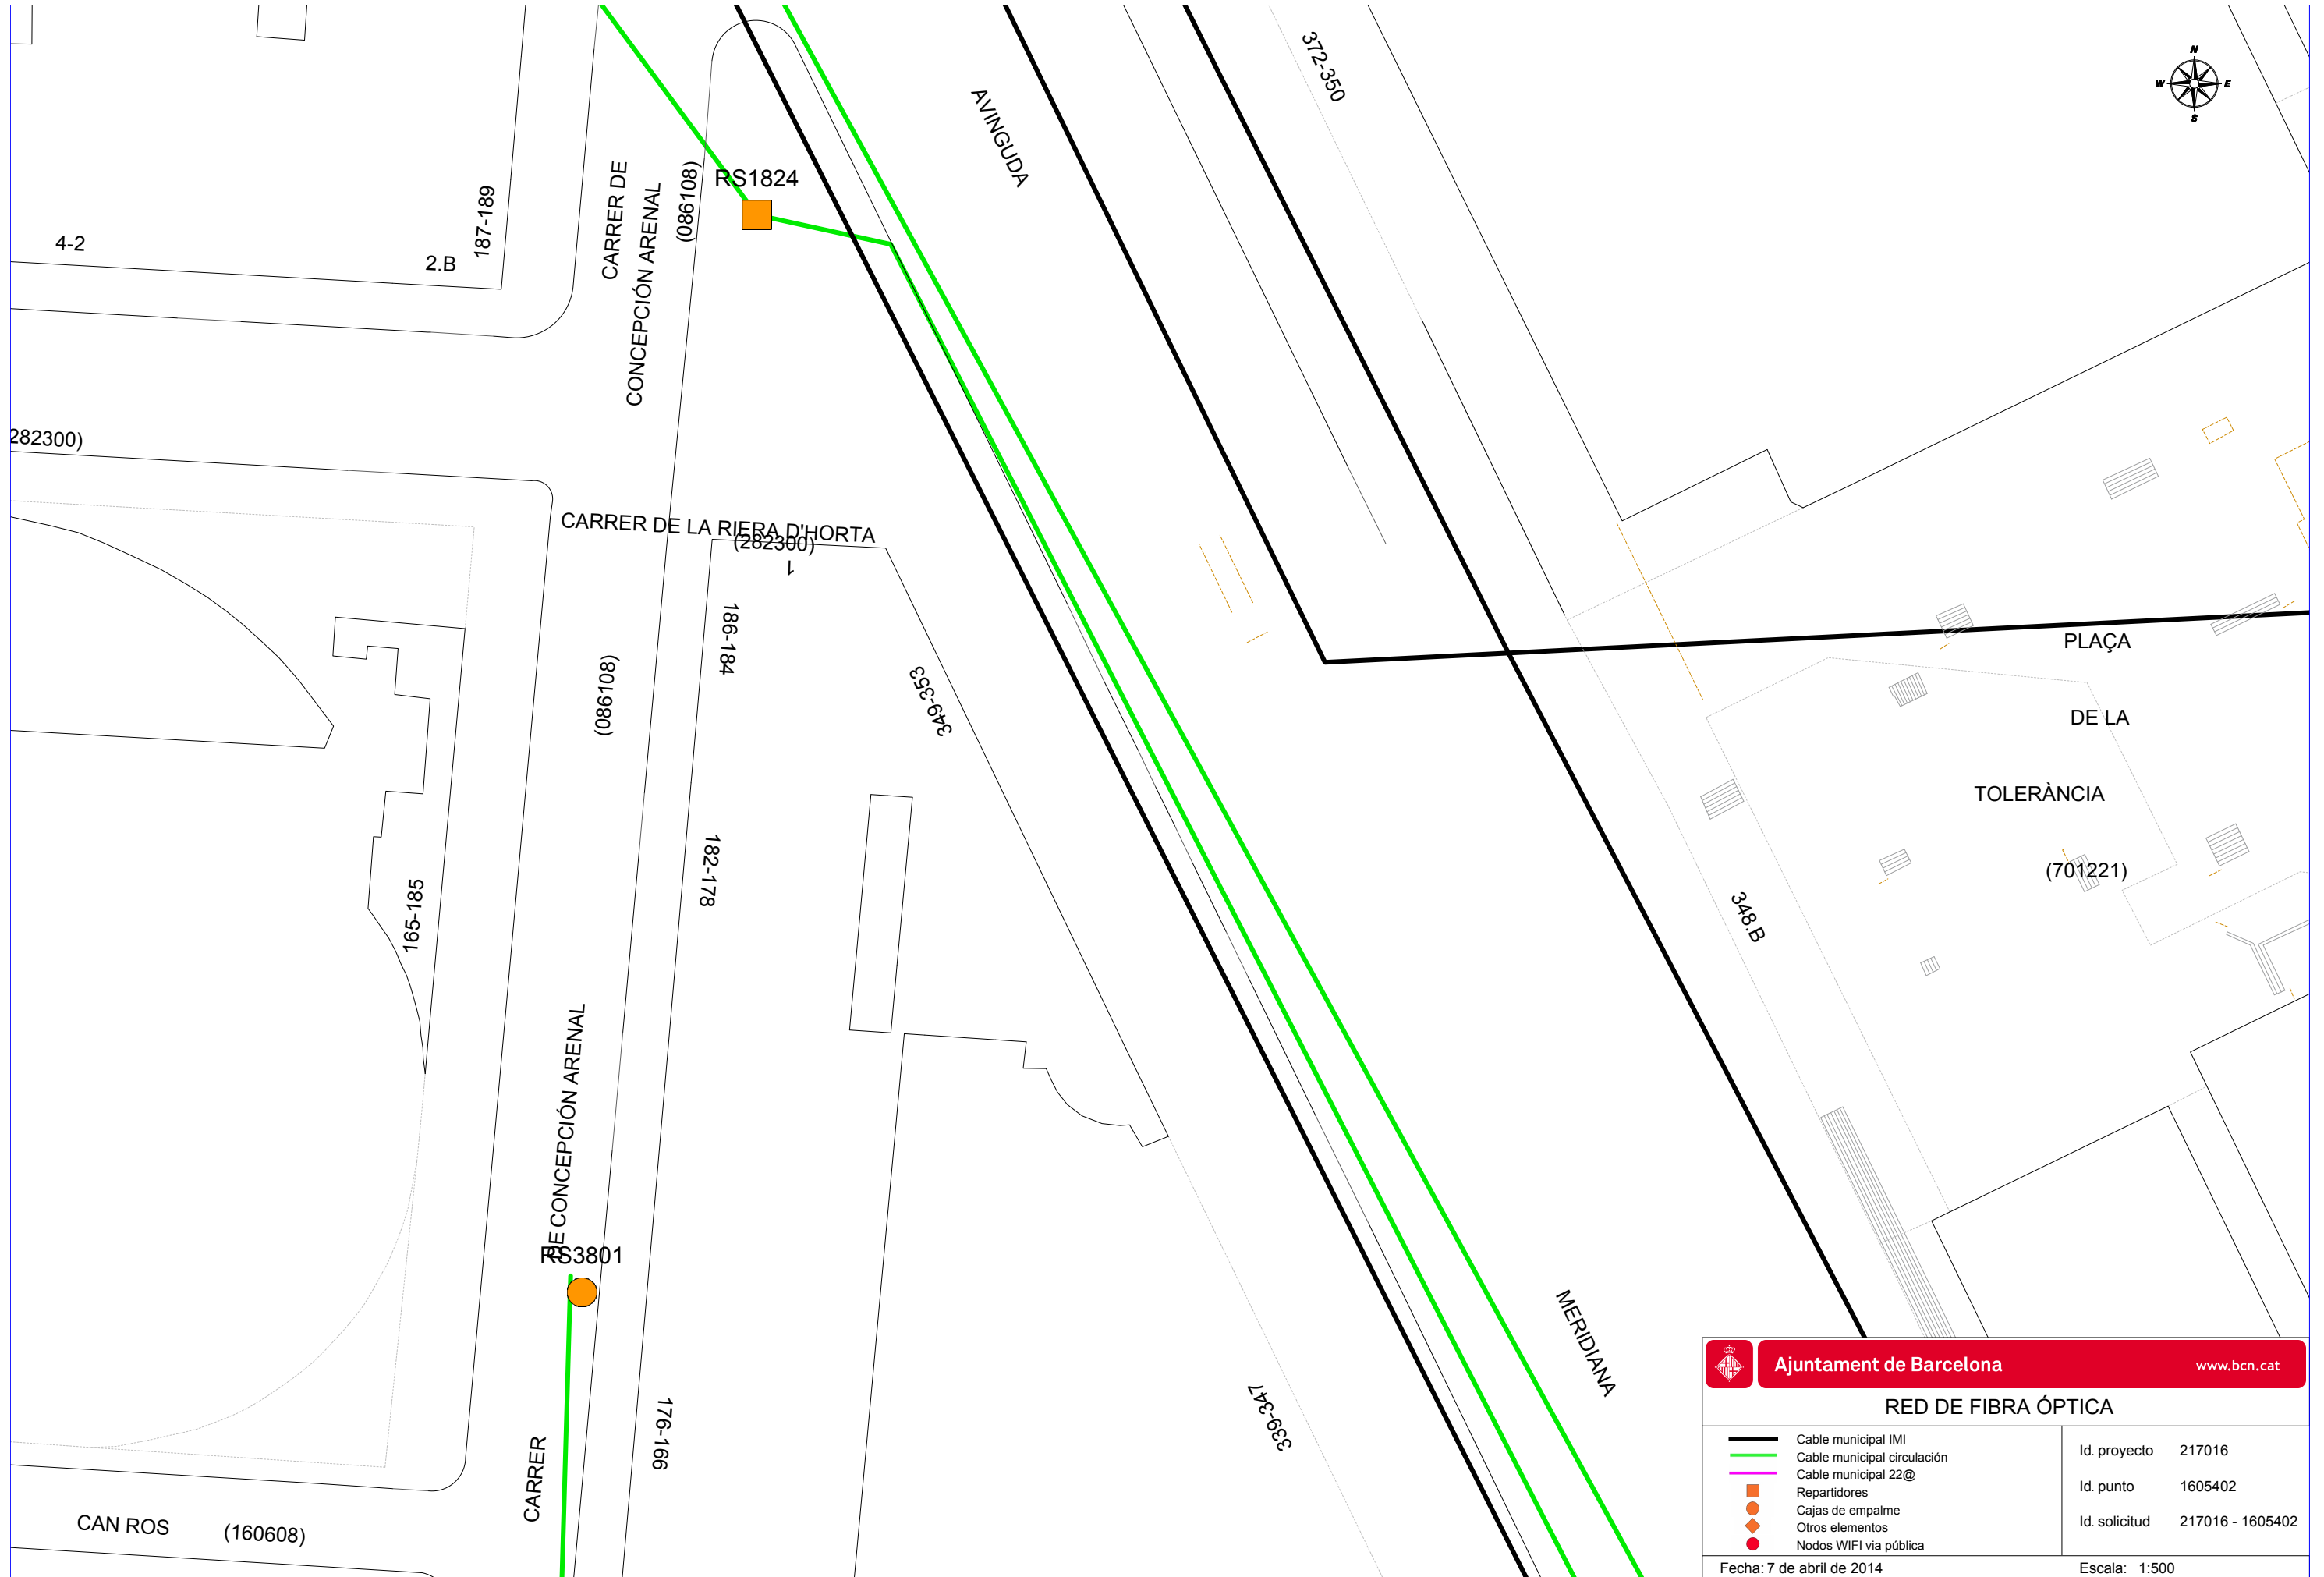 372-350
N
W
E
S
AVINGUDA
CARRER DE
CONCEPCIÓN ARENAL
(086108)
RS1824
187-189
4-2
2.B
282300)
CARRER DE LA RIERA D'HORTA
(282300)
1
186-184
(086108)
349-353
PLAÇA
DE LA
TOLERÀNCIA
(701221)
182-178
165-185
348.B
DE CONCEPCIÓN ARENAL
RS3801
MERIDIANA
339-347
176-166
CARRER
CAN ROS
(160608)
Ajuntament de Barcelona
www.bcn.cat
RED DE FIBRA ÓPTICA
Cable municipal IMI
Cable municipal circulación
Cable municipal 22@
Repartidores
Cajas de empalme
Otros elementos
Nodos WIFI via pública
Id. proyecto 217016
Id. punto 1605402
Id. solicitud 217016 - 1605402
Fecha: 7 de abril de 2014
Escala: 1:500